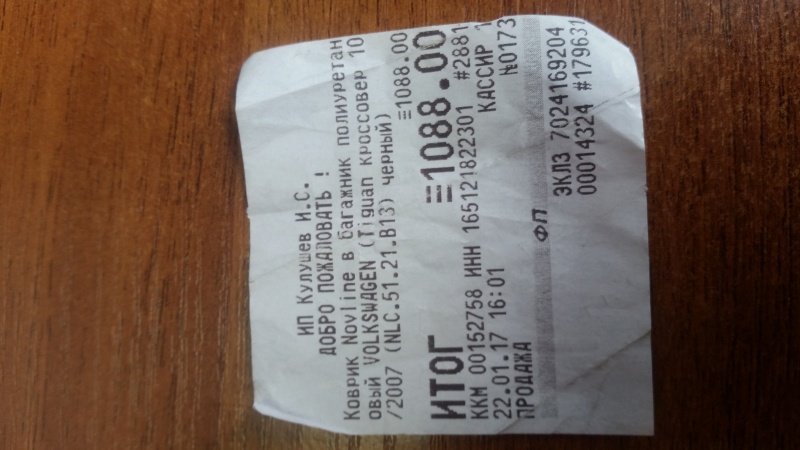 ИП Кулушев И.С.
ДОБРО ПОЖАЛОВАТЬ !
Коврик Novline в багажник полиуретан
овый VOLKSWAGEN (Tiguan кроссовер 10
/2007 (NLC.51.21.B13) черный)
≡1088.00
ИТОГ ≡1088.00
ККМ 00152758 ИНН 165121822301 #2881
22.01.17 16:01 КАССИР 1
ПРОДАЖА №0173
ФП
ЭКЛЗ 7024169204
00014324 #179631